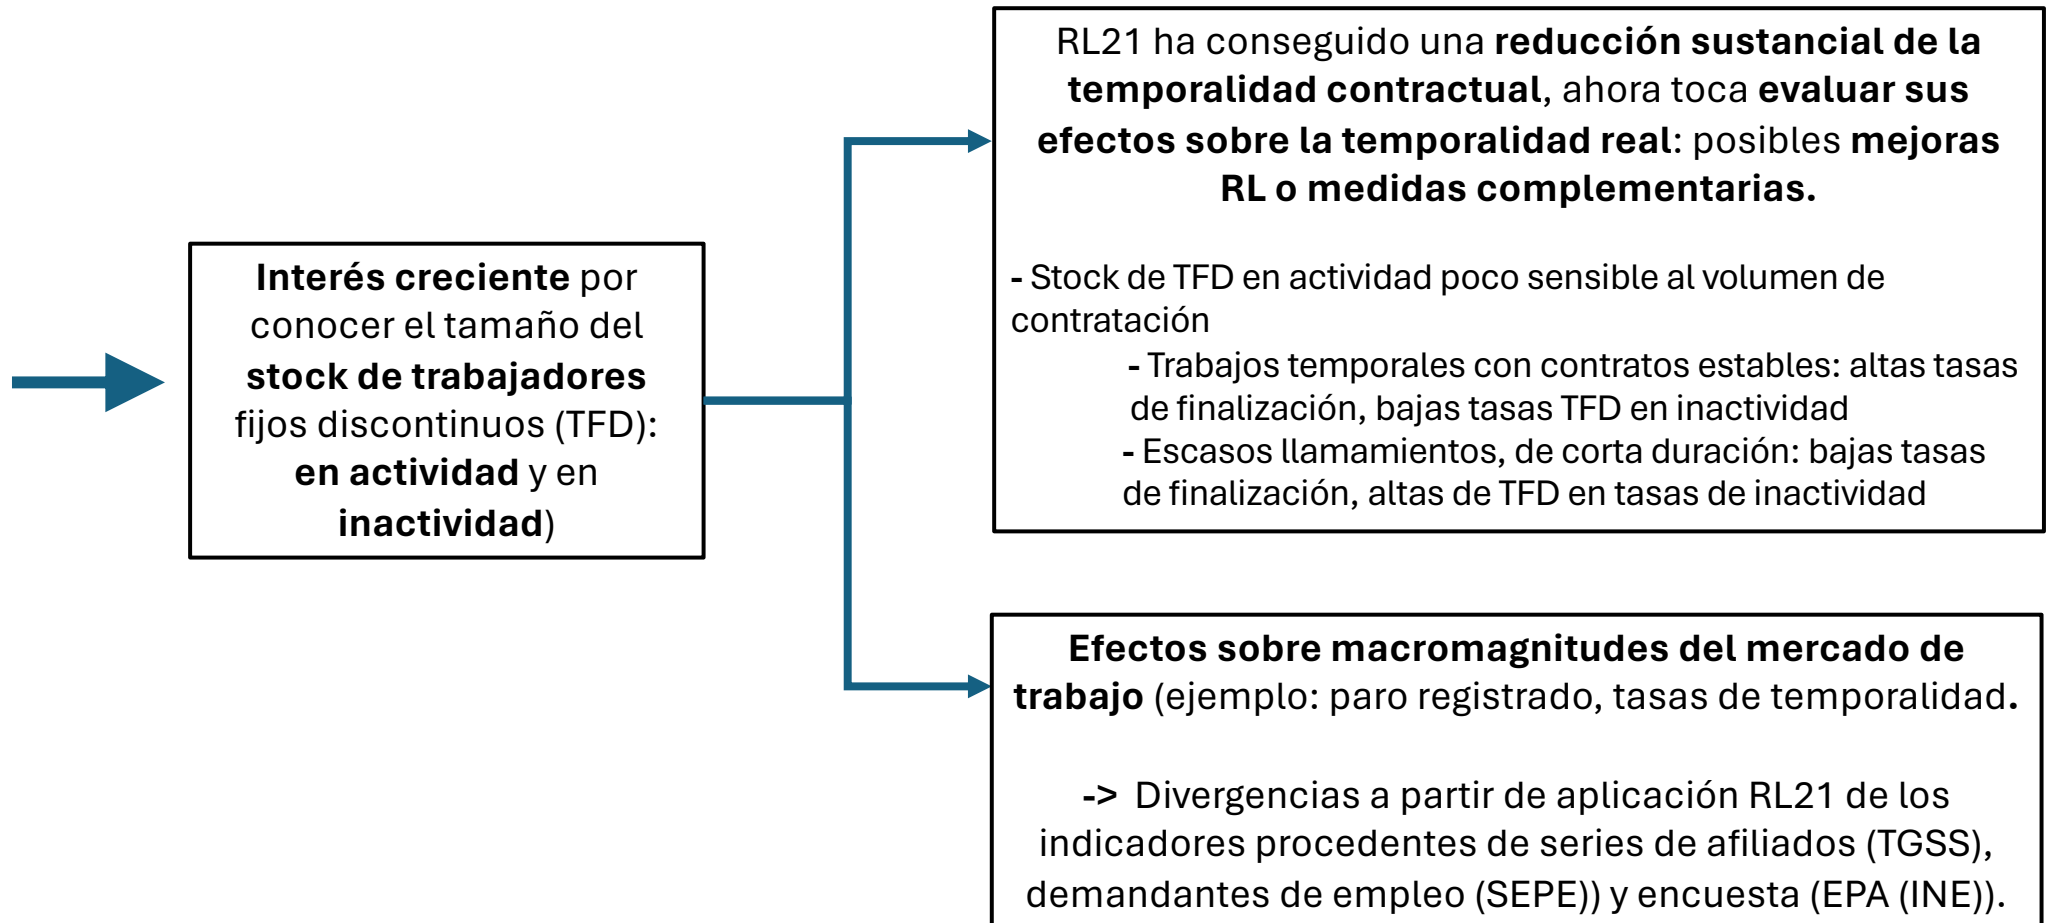 Interés creciente por
conocer el tamaño del
stock de trabajadores
fijos discontinuos (TFD):
en actividad y en
inactividad)
RL21 ha conseguido una reducción sustancial de la
temporalidad contractual, ahora toca evaluar sus
efectos sobre la temporalidad real: posibles mejoras
RL o medidas complementarias.
- Stock de TFD en actividad poco sensible al volumen de
contratación
- Trabajos temporales con contratos estables: altas tasas
de finalización, bajas tasas TFD en inactividad
- Escasos llamamientos, de corta duración: bajas tasas
de finalización, altas de TFD en tasas de inactividad
Efectos sobre macromagnitudes del mercado de
trabajo (ejemplo: paro registrado, tasas de temporalidad.
-> Divergencias a partir de aplicación RL21 de los
indicadores procedentes de series de afiliados (TGSS),
demandantes de empleo (SEPE)) y encuesta (EPA (INE)).